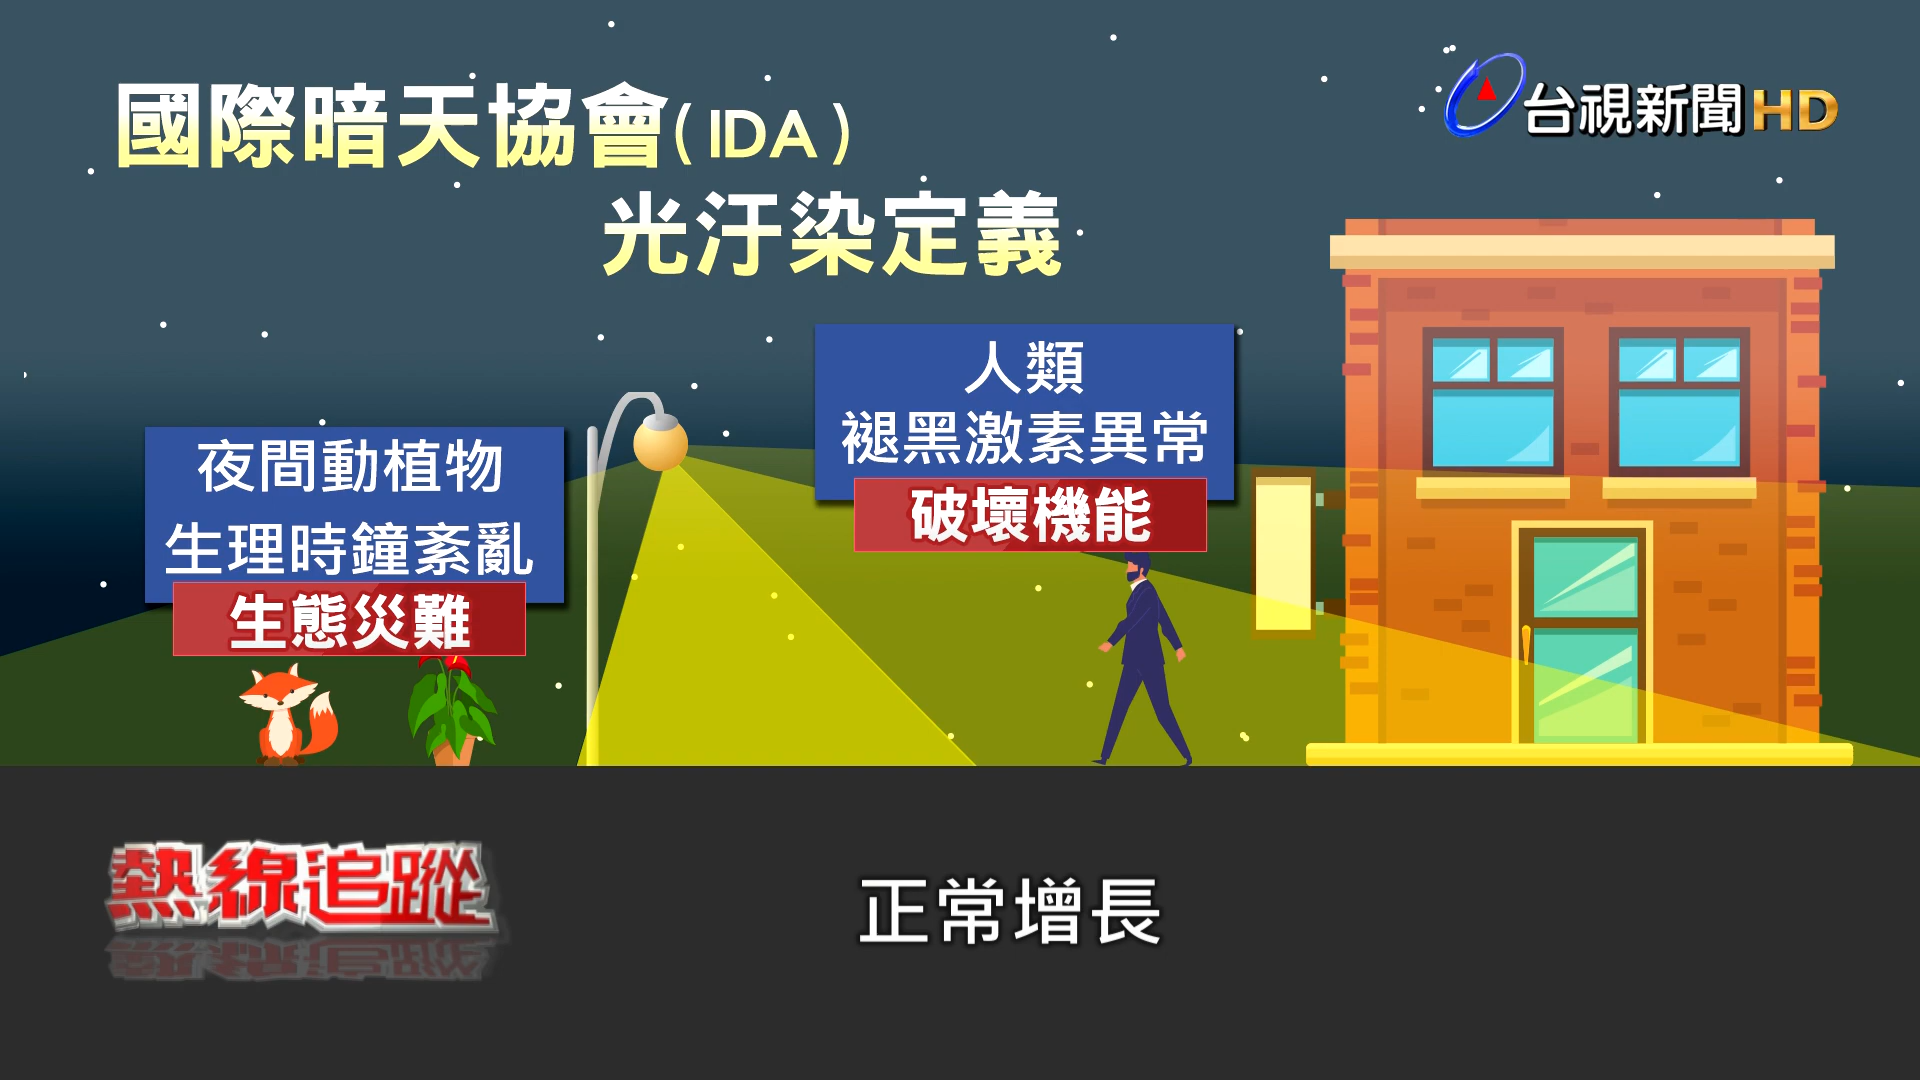 國際暗天協會(IDA)
光汙染定義
台視新聞HD
人類
褪黑激素異常
破壞機能
夜間動植物
生理時鐘紊亂
生態災難
熱線追蹤
正常增長